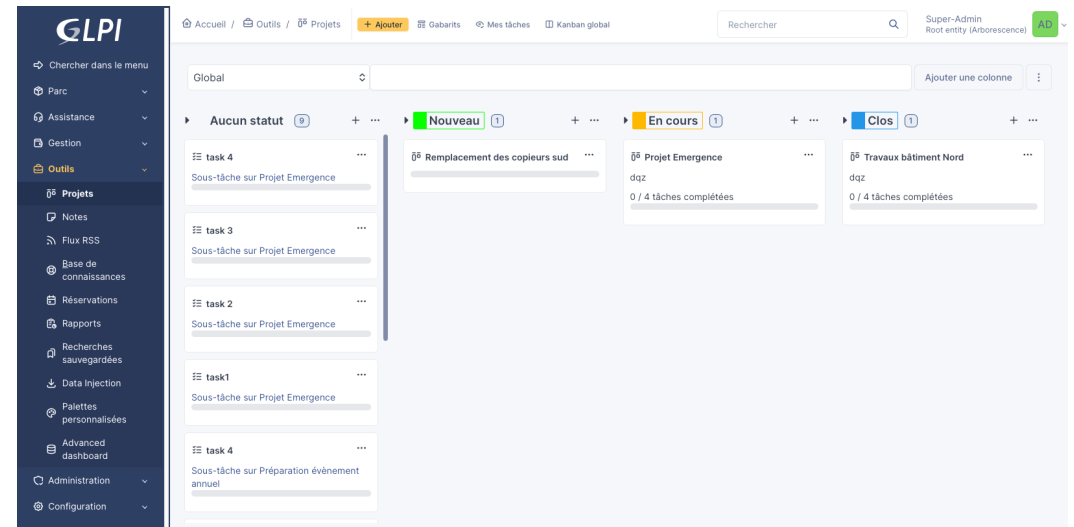 GLPI
Chercher dans le menu
Parc
Assistance
Gestion
Outils
Projets
Notes
Flux RSS
Base de
connaissances
Réservations
Rapports
Recherches
sauvegardées
Data Injection
Palettes
personnalisées
Advanced
dashboard
Administration
Configuration
Accueil / Outils / Projets + Ajouter Gabarits Mes tâches Kanban global Rechercher
Super-Admin
Root entity (Arborescence)
AD
Global
Ajouter une colonne
Aucun statut 9
task 4
Sous-tâche sur Projet Emergence
task 3
Sous-tâche sur Projet Emergence
task 2
Sous-tâche sur Projet Emergence
task1
Sous-tâche sur Projet Emergence
task 4
Sous-tâche sur Préparation évènement
annuel
Nouveau 1
Remplacement des copieurs sud
En cours 1
Projet Emergence
dqz
0 / 4 tâches complétées
Clos 1
Travaux bâtiment Nord
dqz
0 / 4 tâches complétées